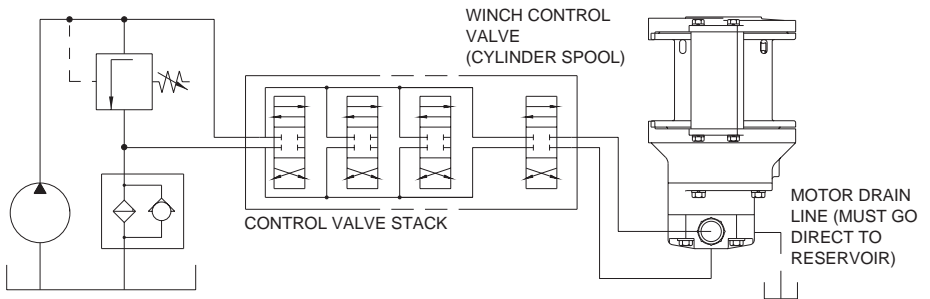 WINCH CONTROL
VALVE
(CYLINDER SPOOL)
CONTROL VALVE STACK
MOTOR DRAIN
LINE (MUST GO
DIRECT TO
RESERVOIR)